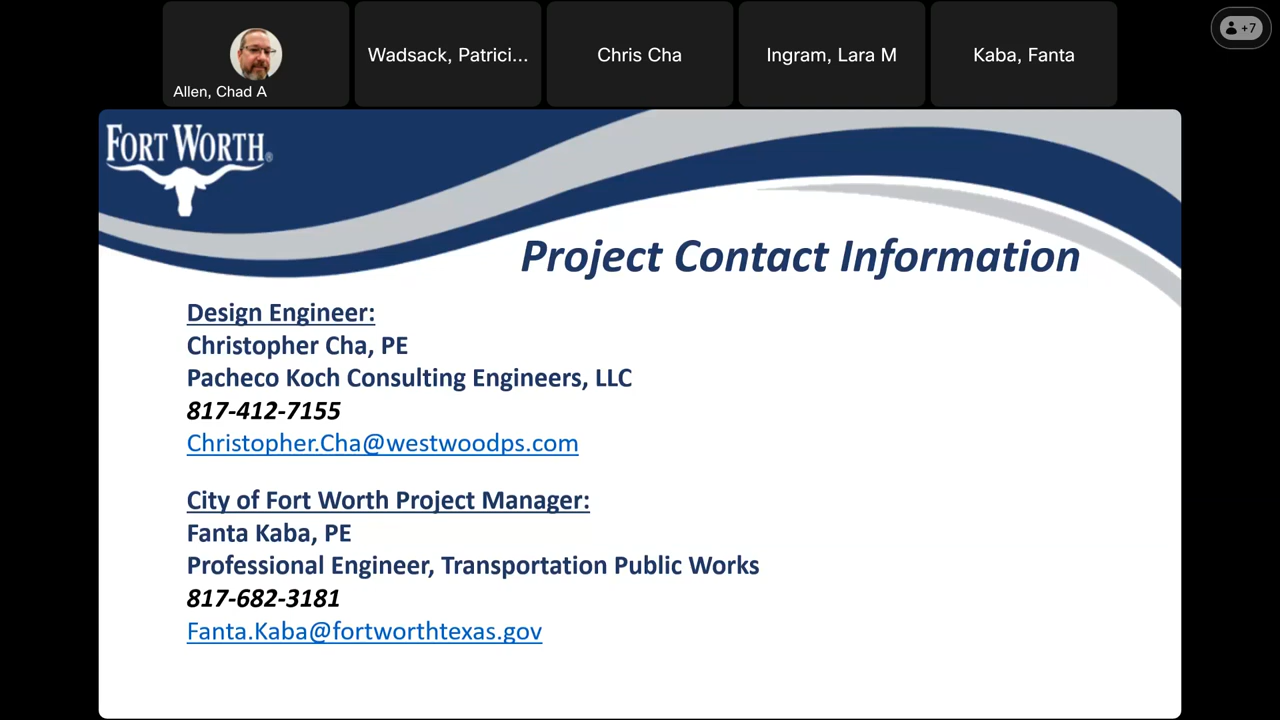 Allen, Chad A
Wadsack, Patrici...
Chris Cha
Ingram, Lara M
Kaba, Fanta
+7
FORT WORTH®
Project Contact Information
Design Engineer:
Christopher Cha, PE
Pacheco Koch Consulting Engineers, LLC
817-412-7155
Christopher.Cha@westwoodps.com
City of Fort Worth Project Manager:
Fanta Kaba, PE
Professional Engineer, Transportation Public Works
817-682-3181
Fanta.Kaba@fortworthtexas.gov